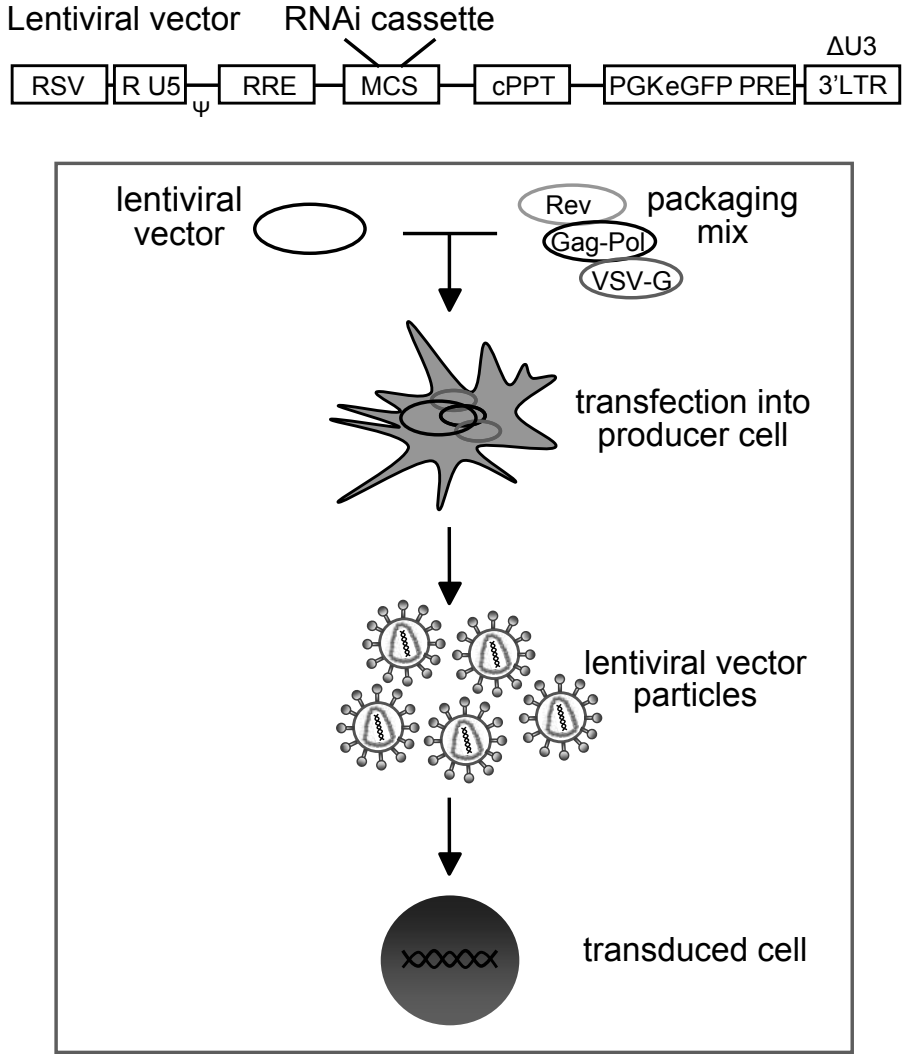 Lentiviral vector RNAi cassette
ΔU3
RSV R U5 RRE MCS cPPT PGKeGFP PRE 3’LTR
Ψ
lentiviral
vector
Rev
Gag-Pol
VSV-G
packaging
mix
transfection into
producer cell
lentiviral vector
particles
transduced cell